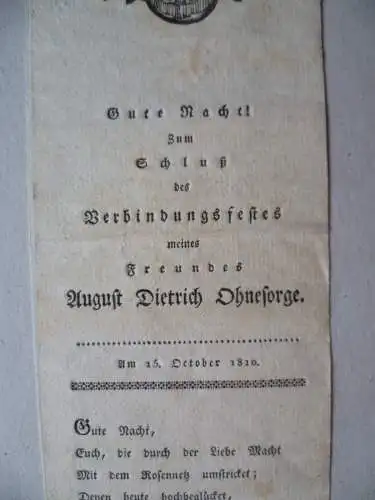 Gute Nacht!
Zum
Schluß
des
Verbindungsfestes
meines
Freundes
August Dietrich Ohnesorge.
Am 25. October 1810.
Gute Nacht,
Euch, die durch der Liebe Macht
Mit dem Rosennetz umstricket;
Denen heute hochbeglücket,